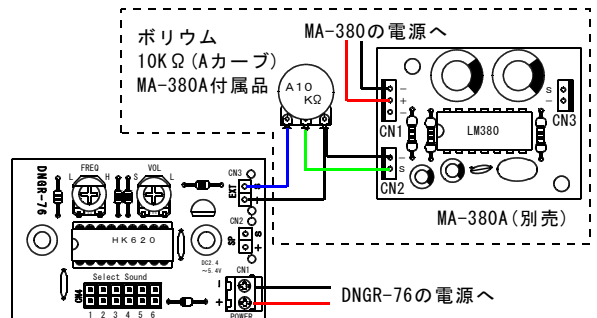 ボリウム
10KΩ(Aカーブ)
MA-380A付属品
MA-380の電源へ
A10
KΩ
CN1
-
+
-
LM380
S
-
CN3
CN2
-
S
MA-380A(別売)
DNGR-76
FREQ
L
H
VOL
S
L
CN3
EXT
CN2
SP
S
+
HK620
DC2.4
~5.4V
CN1
-
+
POWER
Select Sound
CN4
1 2 3 4 5 6
DNGR-76の電源へ